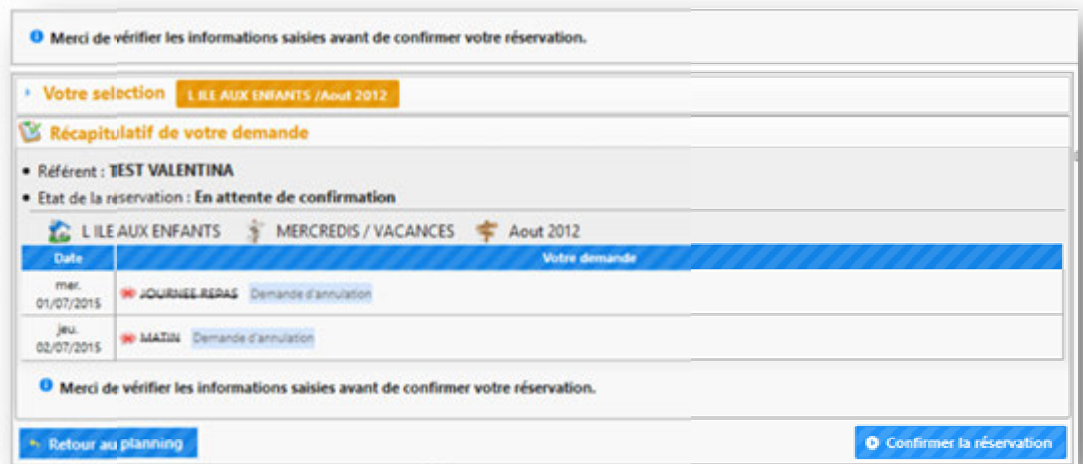 Merci de vérifier les informations saisies avant de confirmer votre réservation.
Votre selection L ILE AUX ENFANTS /Aout 2012
Récapitulatif de votre demande
• Référent : TEST VALENTINA
• Etat de la réservation : En attente de confirmation
L ILE AUX ENFANTS MERCREDIS / VACANCES Aout 2012
Date Votre demande
mer.
01/07/2015
JOURNEE REPAS Demande d'annulation
jeu.
02/07/2015
MATIN Demande d'annulation
Merci de vérifier les informations saisies avant de confirmer votre réservation.
Retour au planning Confirmer la réservation